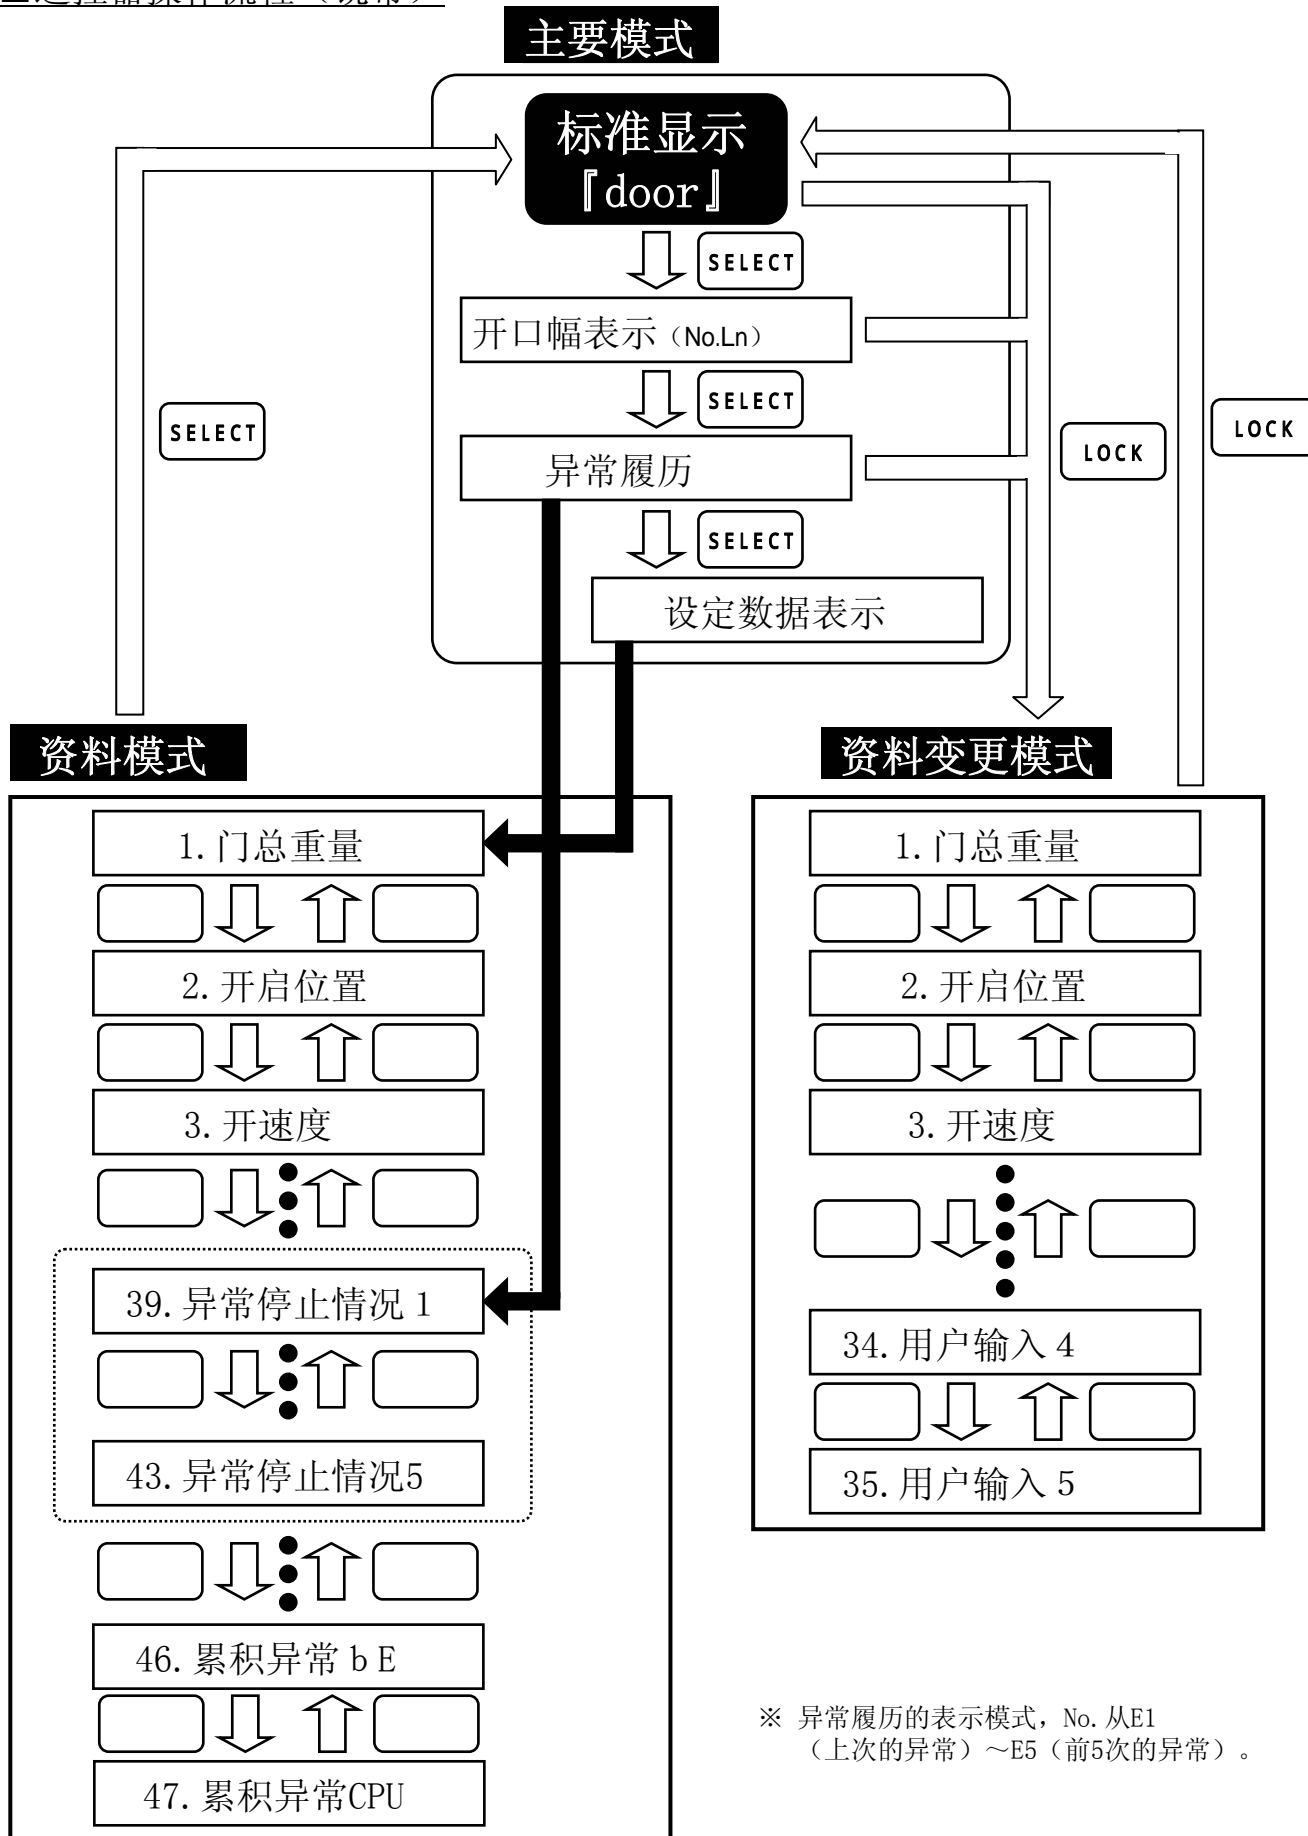 主要模式
标准显示
『door』
SELECT
开口幅表示（No.Ln）
SELECT
SELECT
LOCK
LOCK
异常履历
SELECT
设定数据表示
资料模式
资料变更模式
1.门总重量
2.开启位置
3.开速度
39.异常停止情况1
43.异常停止情况5
46.累积异常bE
47.累积异常CPU
1.门总重量
2.开启位置
3.开速度
34.用户输入4
35.用户输入5
※ 异常履历的表示模式，No.从E1
（上次的异常）～E5（前5次的异常）。